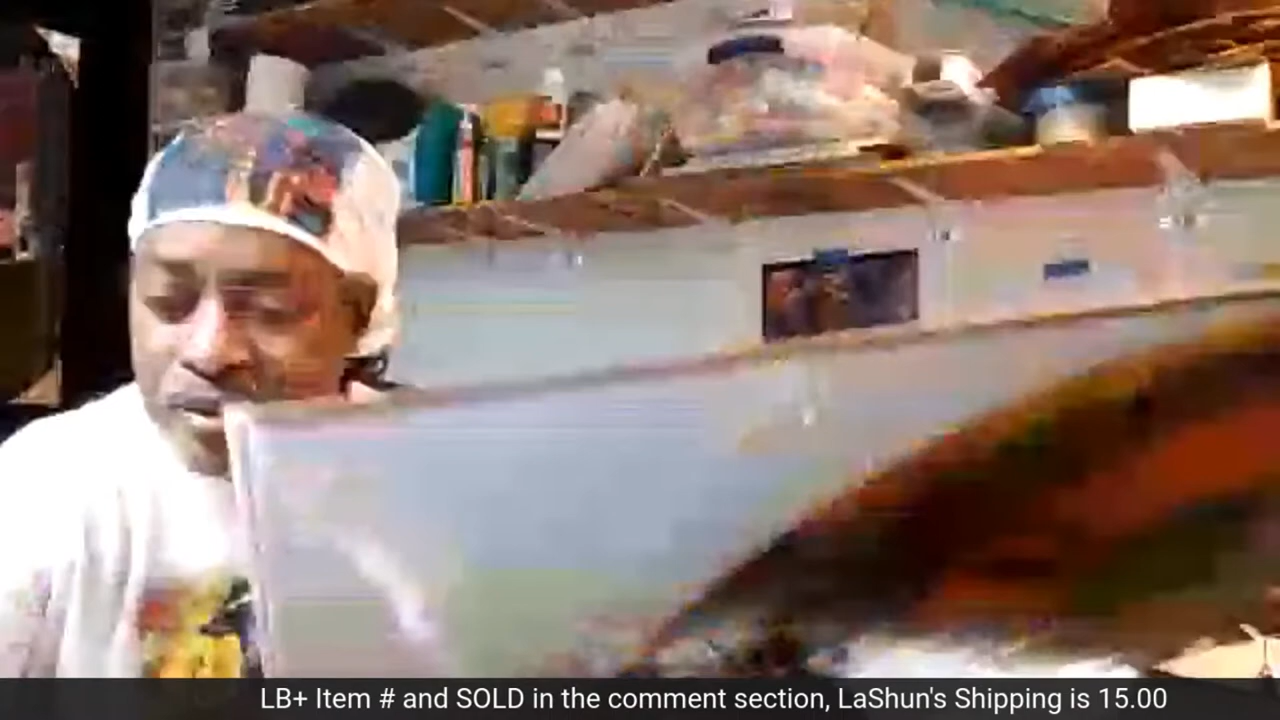 LB+ Item # and SOLD in the comment section, LaShun's Shipping is 15.00